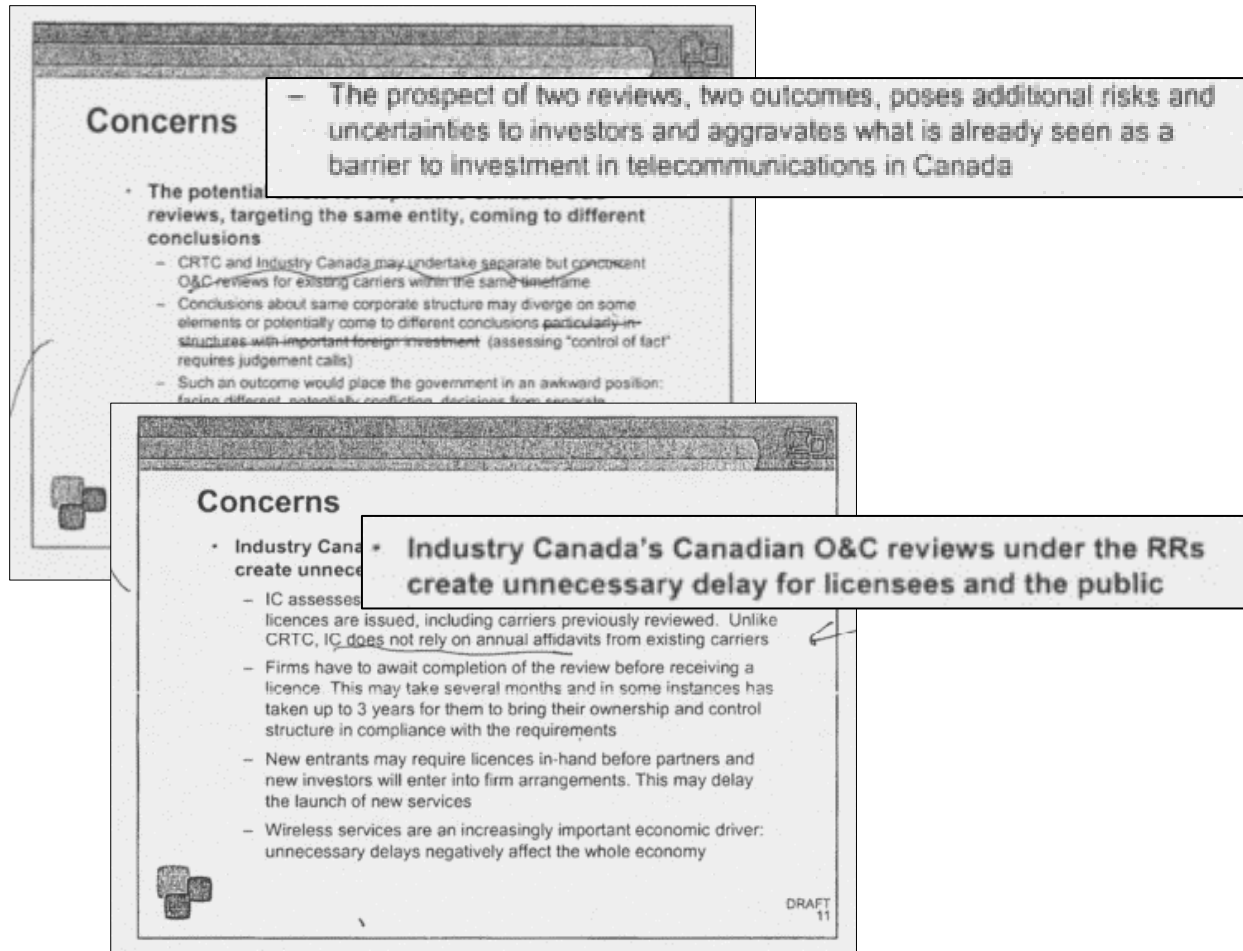 Concerns
– The prospect of two reviews, two outcomes, poses additional risks and
uncertainties to investors and aggravates what is already seen as a
barrier to investment in telecommunications in Canada
• The potential
reviews, targeting the same entity, coming to different
conclusions
– CRTC and Industry Canada may undertake separate but concurrent
O&C reviews for existing carriers within the same timeframe
– Conclusions about same corporate structure may diverge on some
elements or potentially come to different conclusions particularly in
structures with important foreign investment (assessing "control of fact"
requires judgement calls)
– Such an outcome would place the government in an awkward position:
facing different, potentially conflicting, decisions from separate
Concerns
• Industry Cana
create unnece
• Industry Canada's Canadian O&C reviews under the RRs
create unnecessary delay for licensees and the public
– IC assesses
licences are issued, including carriers previously reviewed. Unlike
CRTC, IC does not rely on annual affidavits from existing carriers
– Firms have to await completion of the review before receiving a
licence. This may take several months and in some instances has
taken up to 3 years for them to bring their ownership and control
structure in compliance with the requirements
– New entrants may require licences in-hand before partners and
new investors will enter into firm arrangements. This may delay
the launch of new services
– Wireless services are an increasingly important economic driver:
unnecessary delays negatively affect the whole economy
DRAFT
11